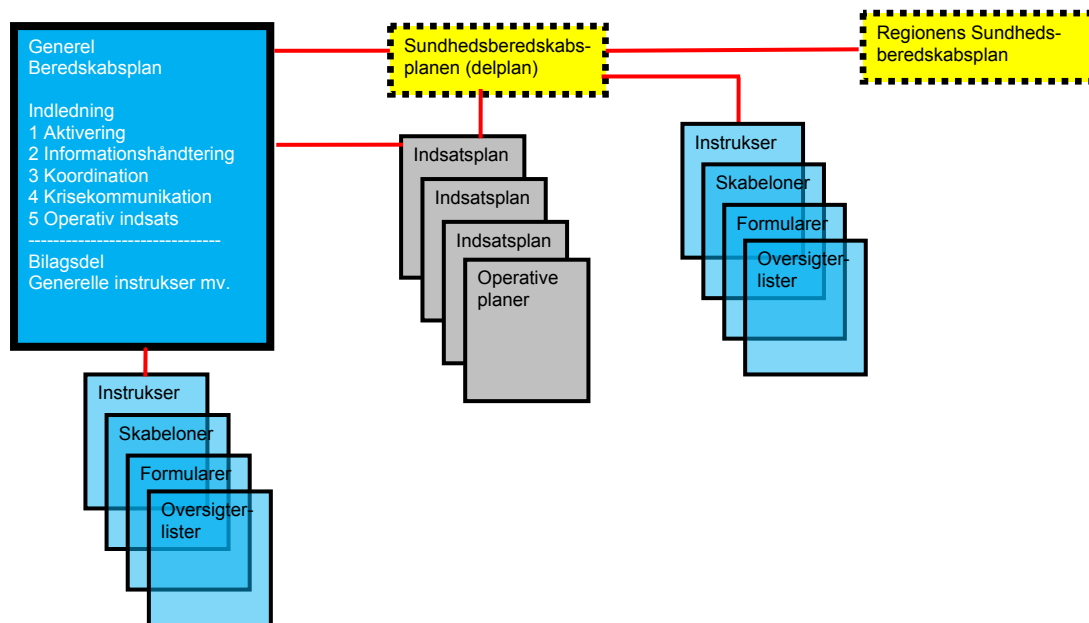 Generel
Beredskabsplan
Indledning
1 Aktivering
2 Informationshåndtering
3 Koordination
4 Krisekommunikation
5 Operativ indsats
-------------------------------
Bilagsdel
Generelle instrukser mv.
Sundhedsberedskabs-
planen (delplan)
Regionens Sundheds-
beredskabsplan
Indsatsplan
Indsatsplan
Indsatsplan
Operative
planer
Instrukser
Skabeloner
Formularer
Oversigter-
lister
Instrukser
Skabeloner
Formularer
Oversigter-
lister